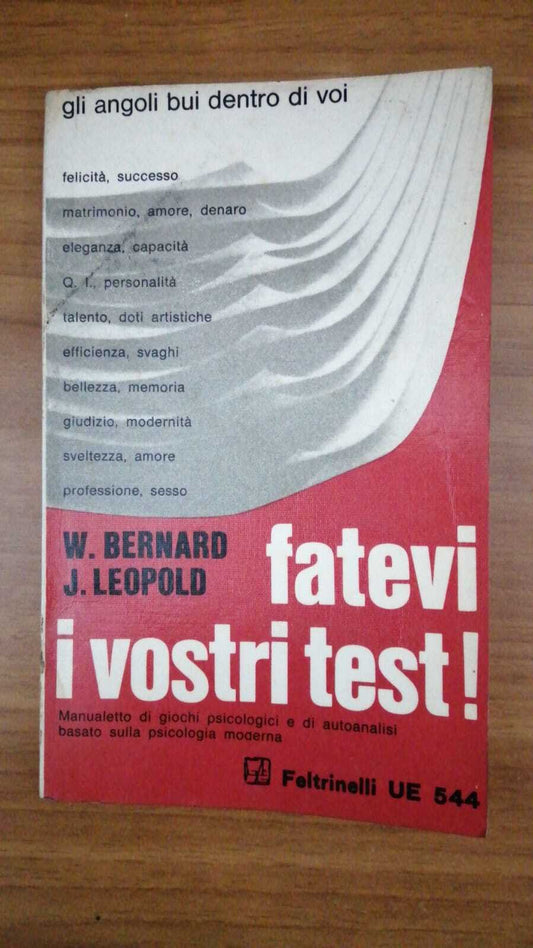 gli angoli bui dentro di voi
felicità, successo
matrimonio, amore, denaro
eleganza, capacità
Q. I., personalità
talento, doti artistiche
efficienza, svaghi
bellezza, memoria
giudizio, modernità
sveltezza, amore
professione, sesso
W. BERNARD
J. LEOPOLD
fatevi
i vostri test!
Manualetto di giochi psicologici e di autoanalisi
basato sulla psicologia moderna
Feltrinelli UE 544